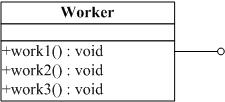 Worker
+work1() : void
+work2() : void
+work3() : void